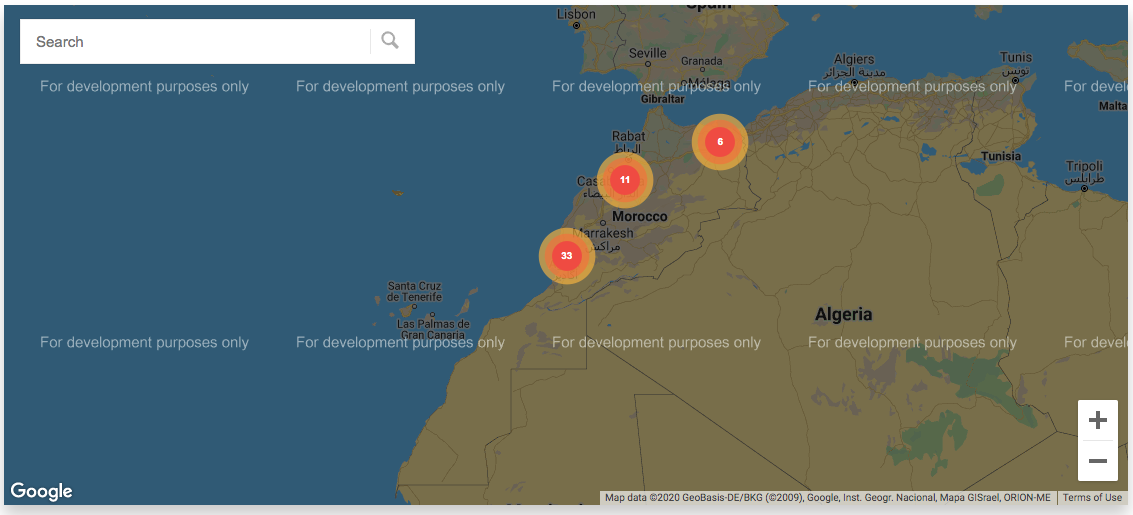 Spain
Search
Lisbon
Seville
Granada
Málaga
Algiers
مدينة الجزائر
Tunis
تونس
For development purposes only For development purposes only For development purposes only For development purposes only For devel
Gibraltar
Malta
Rabat
الرباط
6
Tunisia
Tripoli
طرابلس
11
Morocco
Marrakesh
مراكش
33
Santa Cruz
de Tenerife
Las Palmas de
Gran Canaria
Algeria
For development purposes only For development purposes only For development purposes only For development purposes only For devel
+
−
Google
Map data ©2020 GeoBasis-DE/BKG (©2009), Google, Inst. Geogr. Nacional, Mapa GISrael, ORION-ME Terms of Use